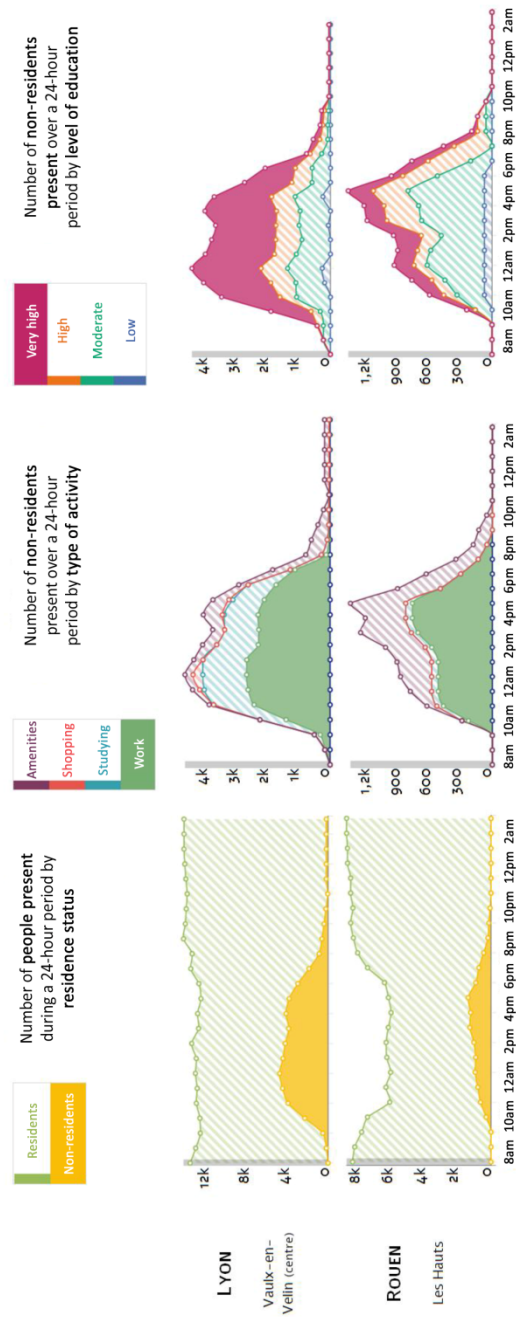 Residents
Non-residents
Number of people present
during a 24-hour period by
residence status
Amenities
Shopping
Studying
Work
Number of non-residents
present over a 24-hour
period by type of activity
Very high
High
Moderate
Low
Number of non-residents
present over a 24-hour
period by level of education
LYON
Vaulx-en-
Velin (centre)
12k
8k
4k
0
4k
3k
2k
1k
0
4k
3k
2k
1k
0
ROUEN
Les Hauts
8k
6k
4k
2k
0
1,2k
900
600
300
0
1,2k
900
600
300
0
8am 10am 12am 2pm 4pm 6pm 8pm 10pm 12pm 2am
8am 10am 12am 2pm 4pm 6pm 8pm 10pm 12pm 2am
8am 10am 12am 2pm 4pm 6pm 8pm 10pm 12pm 2am